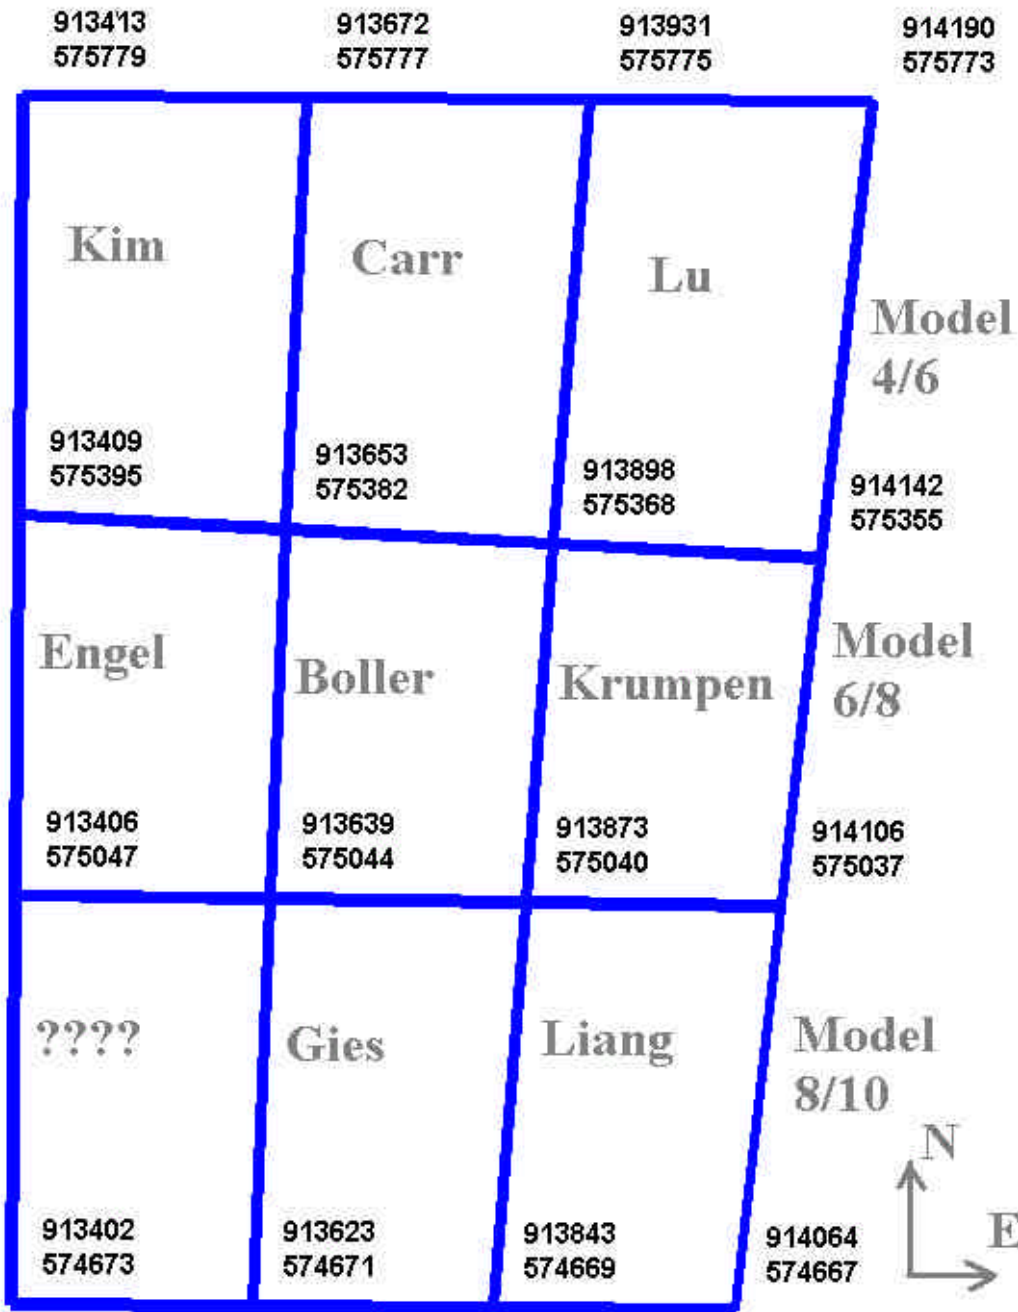 913413 913672 913931 914190
575779 575777 575775 575773
Kim Carr Lu
Model
4/6
913409 913653 913898 914142
575395 575382 575368 575355
Engel Boller Krumpen
Model
6/8
913406 913639 913873 914106
575047 575044 575040 575037
???? Gies Liang
Model
8/10
N
E
913402 913623 913843 914064
574673 574671 574669 574667